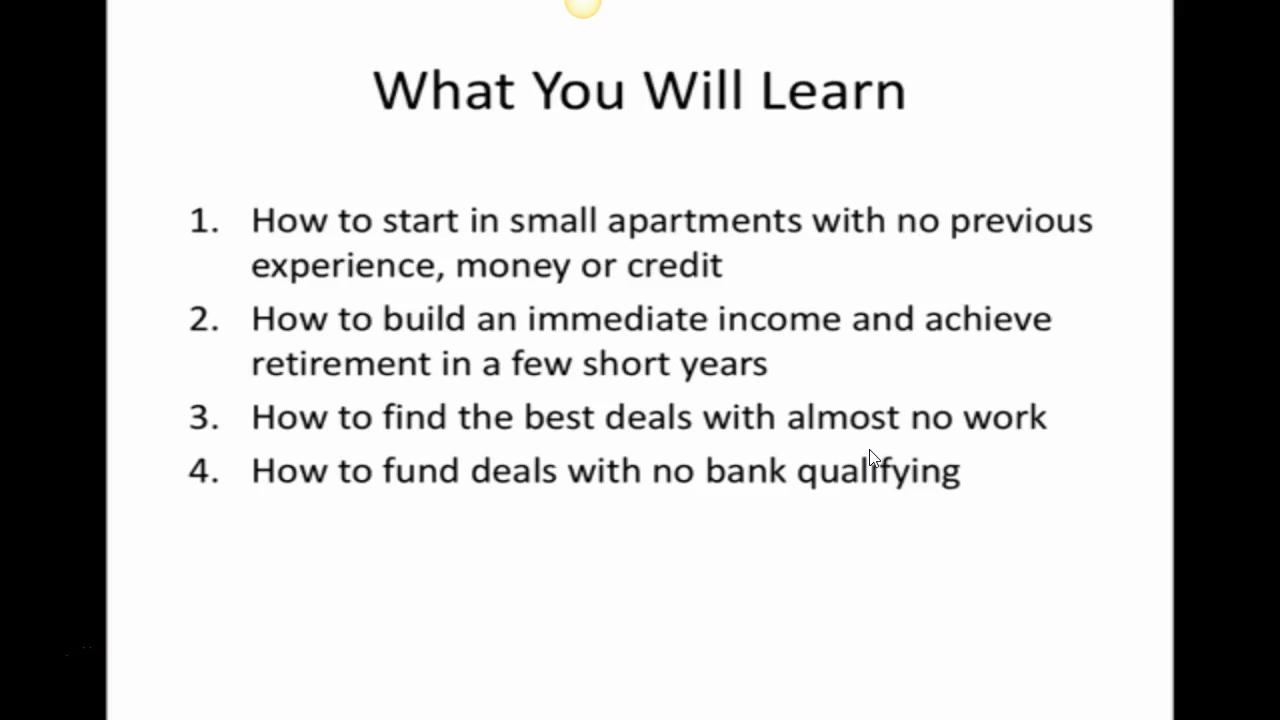 What You Will Learn
1. How to start in small apartments with no previous
experience, money or credit
2. How to build an immediate income and achieve
retirement in a few short years
3. How to find the best deals with almost no work
4. How to fund deals with no bank qualifying